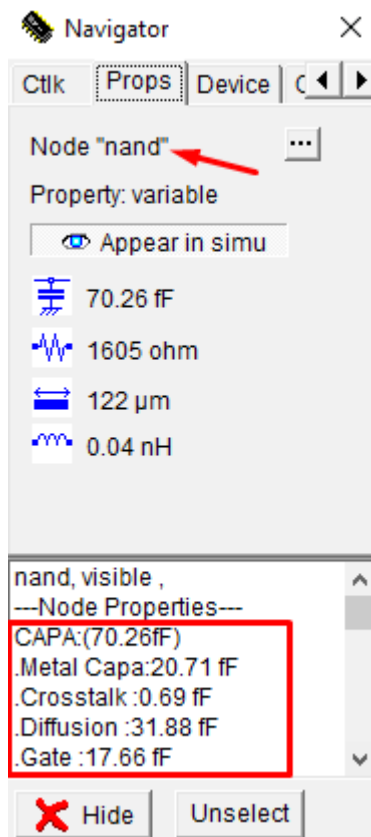 Navigator
Ctlk Props Device
Node "nand" ...
Property: variable
Appear in simu
70.26 fF
1605 ohm
122 µm
0.04 nH
nand, visible ,
---Node Properties---
CAPA:(70.26fF)
.Metal Capa:20.71 fF
.Crosstalk :0.69 fF
.Diffusion :31.88 fF
.Gate :17.66 fF
Hide Unselect